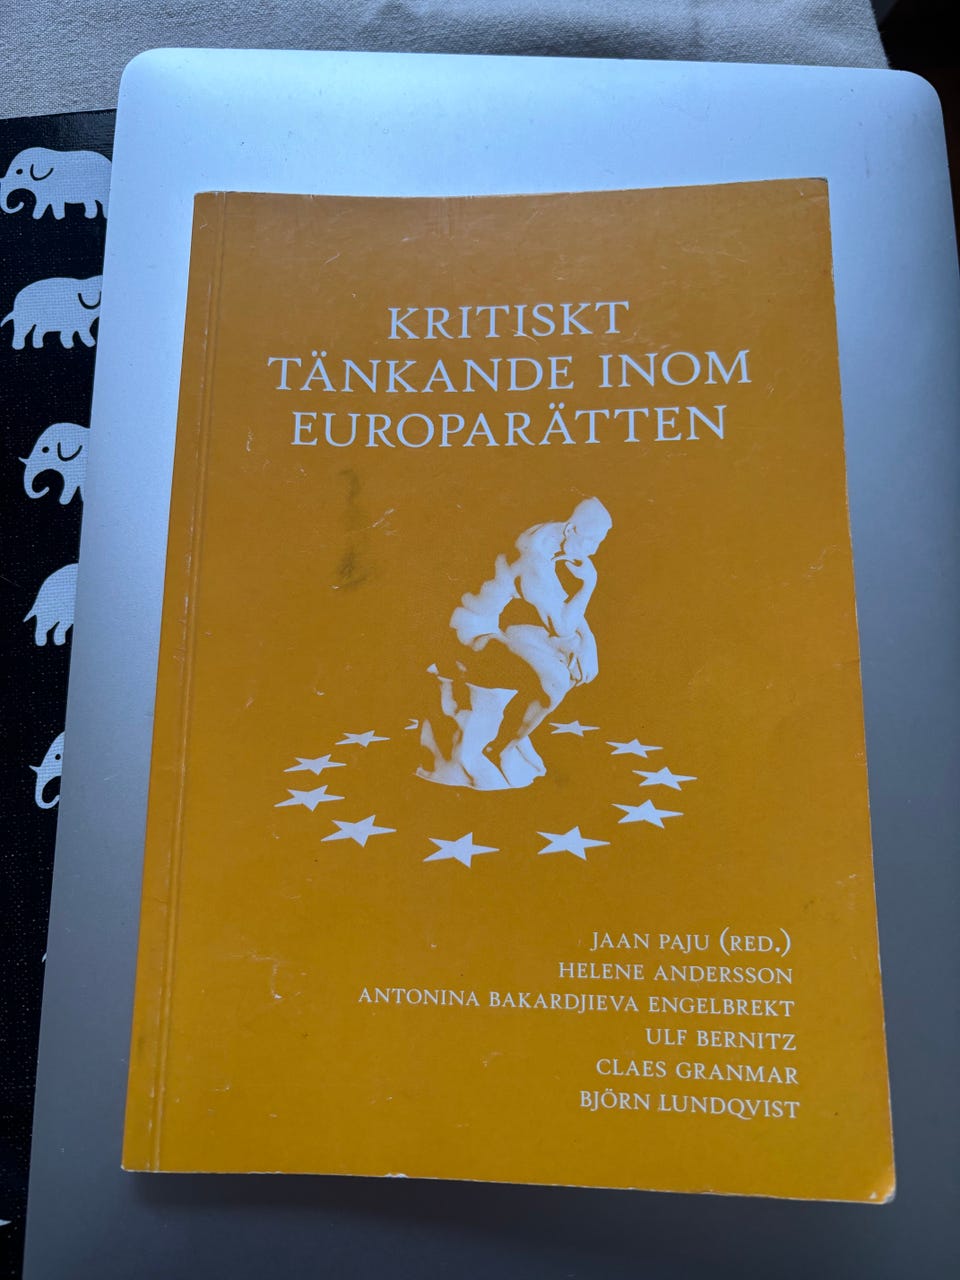 KRITISKT
TÄNKANDE INOM
EUROPARÄTTEN
JAAN PAJU (RED.)
HELENE ANDERSSON
ANTONINA BAKARDJIEVA ENGELBREKT
ULF BERNITZ
CLAES GRANMAR
BJÖRN LUNDQVIST